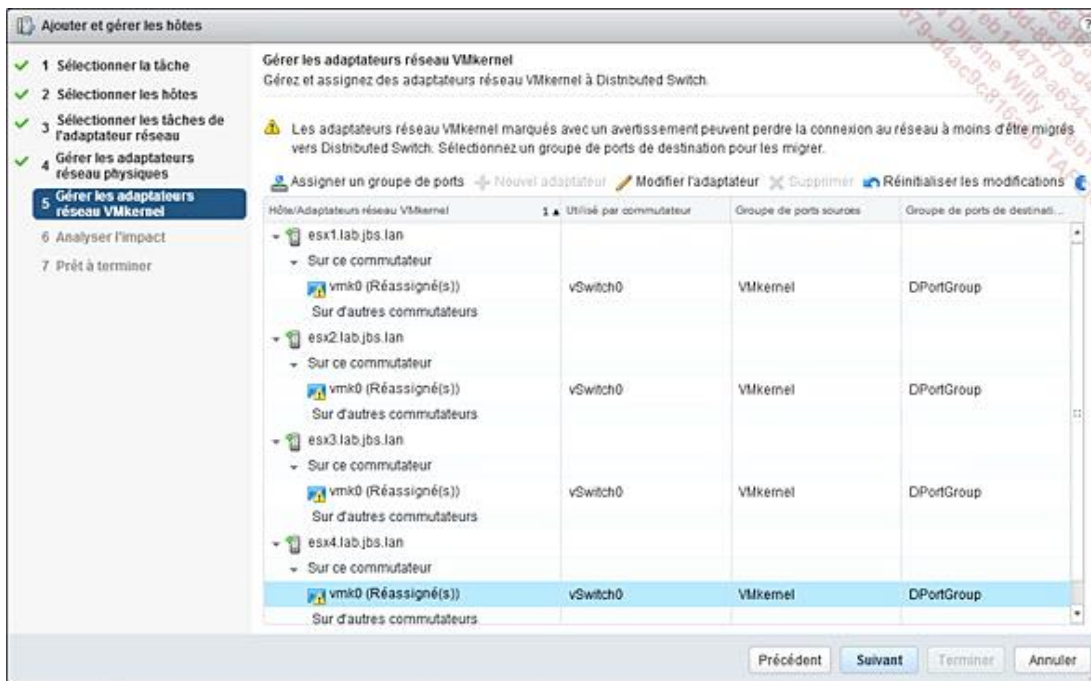 Ajouter et gérer les hôtes
?
1 Sélectionner la tâche
2 Sélectionner les hôtes
3 Sélectionner les tâches de
l'adaptateur réseau
4 Gérer les adaptateurs
réseau physiques
5 Gérer les adaptateurs
réseau VMkernel
6 Analyser l'impact
7 Prêt à terminer
Gérer les adaptateurs réseau VMkernel
Gérez et assignez des adaptateurs réseau VMkernel à Distributed Switch.
Les adaptateurs réseau VMkernel marqués avec un avertissement peuvent perdre la connexion au réseau à moins d'être migrés
vers Distributed Switch. Sélectionnez un groupe de ports de destination pour les migrer.
Assigner un groupe de ports Nouvel adaptateur Modifier l'adaptateur Supprimer Réinitialiser les modifications
Hôte/Adaptateurs réseau VMkernel 1 Utilisé par commutateur Groupe de ports sources Groupe de ports de destinati...
esx1.lab.jbs.lan
Sur ce commutateur
vmk0 (Réassigné(s)) vSwitch0 VMkernel DPortGroup
Sur d'autres commutateurs
esx2.lab.jbs.lan
Sur ce commutateur
vmk0 (Réassigné(s)) vSwitch0 VMkernel DPortGroup
Sur d'autres commutateurs
esx3.lab.jbs.lan
Sur ce commutateur
vmk0 (Réassigné(s)) vSwitch0 VMkernel DPortGroup
Sur d'autres commutateurs
esx4.lab.jbs.lan
Sur ce commutateur
vmk0 (Réassigné(s)) vSwitch0 VMkernel DPortGroup
Sur d'autres commutateurs
Précédent Suivant Terminer Annuler